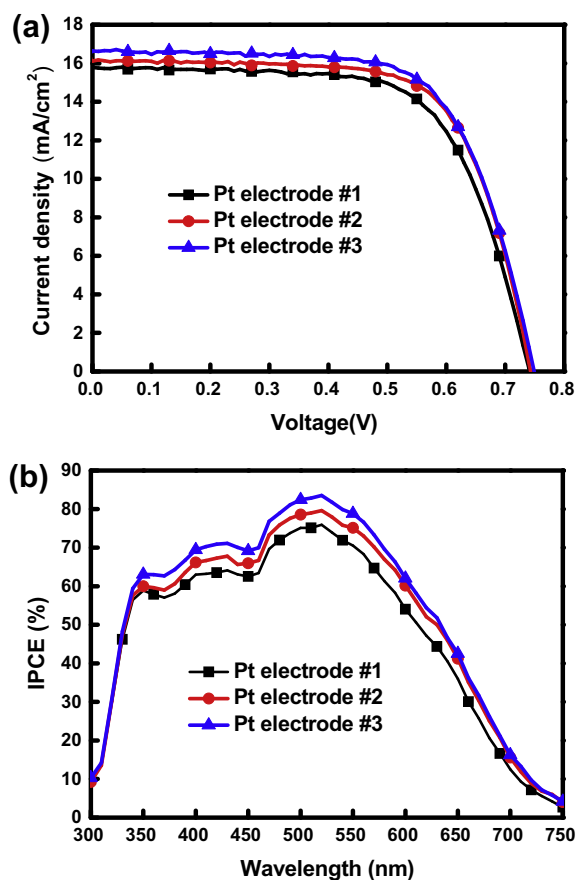 (a)
18
16
14
12
10
8
6
4
2
0
Current density (mA/cm²)
Pt electrode #1
Pt electrode #2
Pt electrode #3
0.0 0.1 0.2 0.3 0.4 0.5 0.6 0.7 0.8
Voltage(V)
(b)
90
80
70
60
50
40
30
20
10
0
IPCE (%)
Pt electrode #1
Pt electrode #2
Pt electrode #3
300 350 400 450 500 550 600 650 700 750
Wavelength (nm)